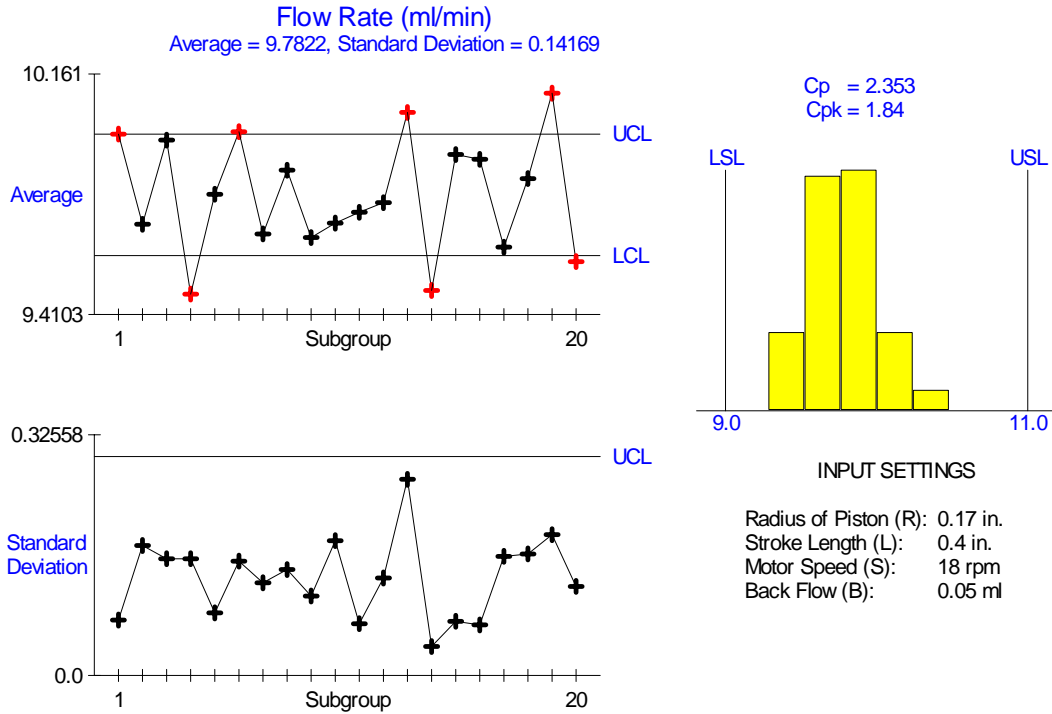 Flow Rate (ml/min)
Average = 9.7822, Standard Deviation = 0.14169
10.161
UCL
Average
LCL
9.4103
1
Subgroup
20
Cp = 2.353
Cpk = 1.84
LSL
USL
9.0
11.0
0.32558
UCL
Standard
Deviation
0.0
1
Subgroup
20
INPUT SETTINGS
Radius of Piston (R): 0.17 in.
Stroke Length (L): 0.4 in.
Motor Speed (S): 18 rpm
Back Flow (B): 0.05 ml